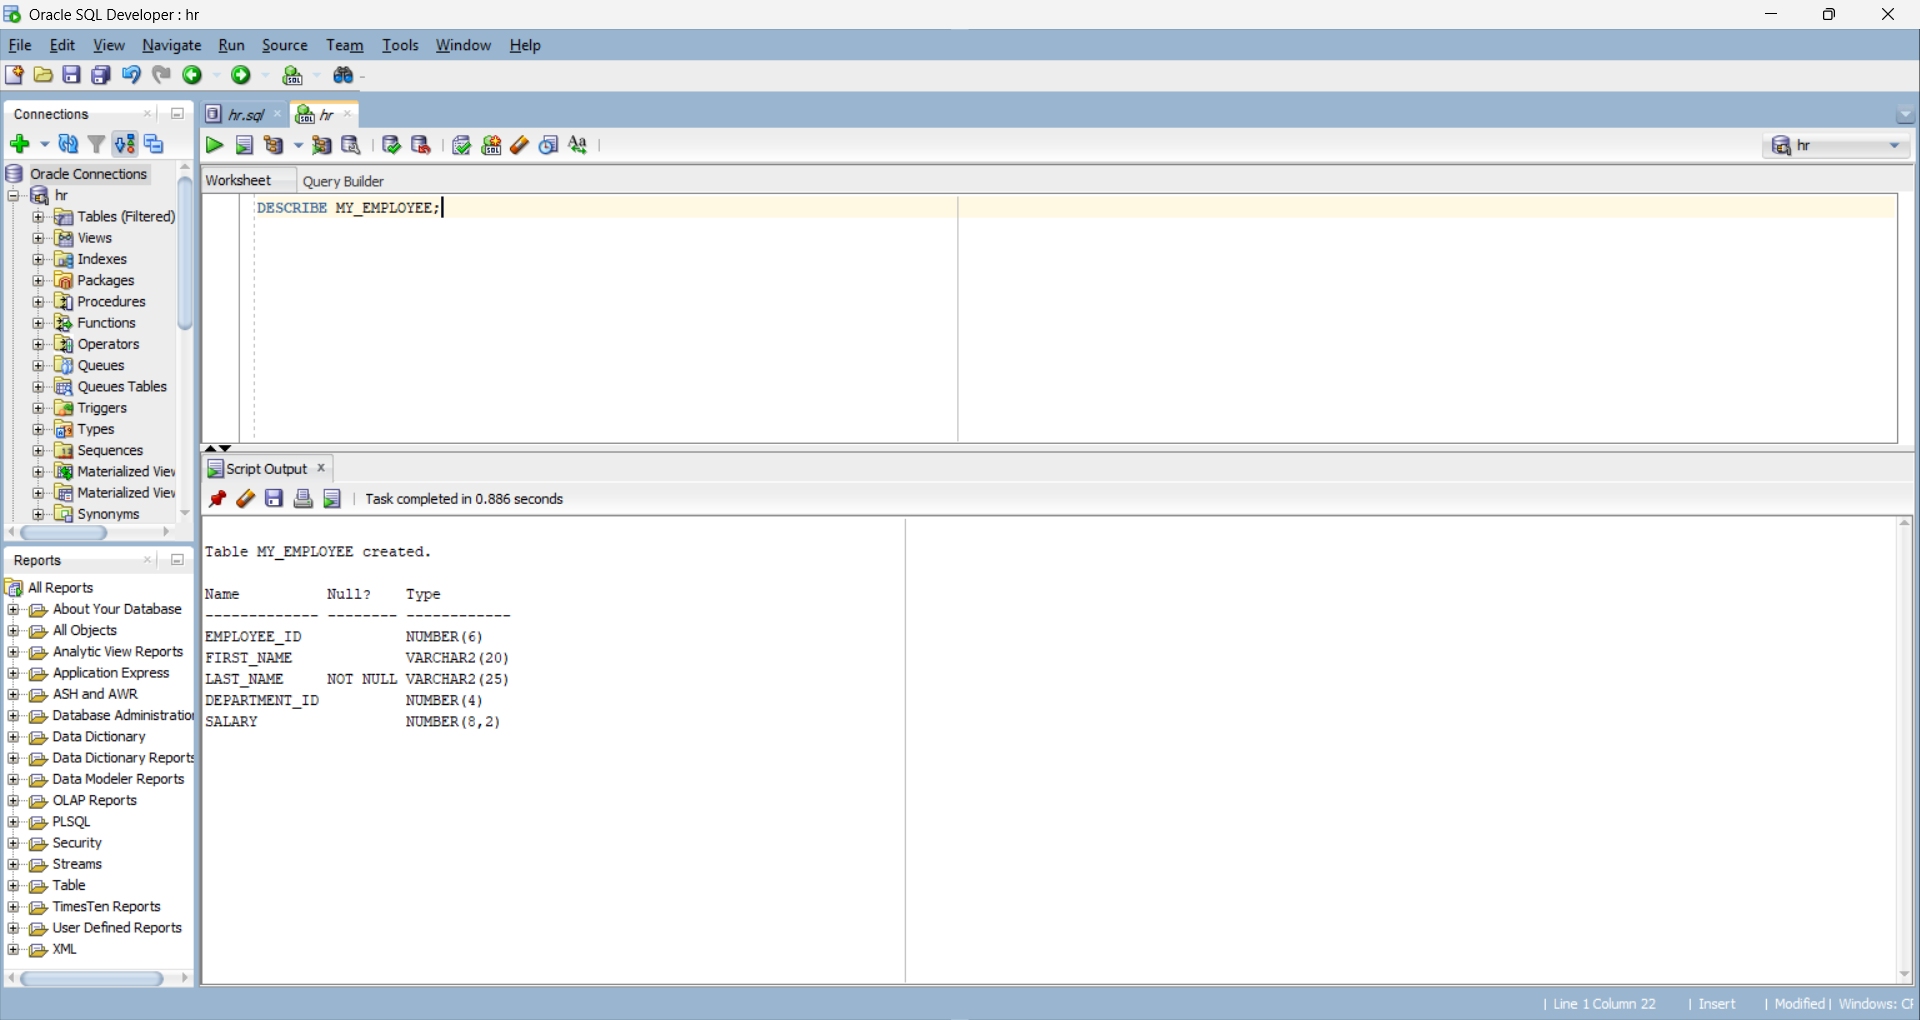 Oracle SQL Developer : hr
File Edit View Navigate Run Source Team Tools Window Help
Connections
Oracle Connections
hr
Tables (Filtered)
Views
Indexes
Packages
Procedures
Functions
Operators
Queues
Queues Tables
Triggers
Types
Sequences
Materialized View
Materialized View
Synonyms
Reports
All Reports
About Your Database
All Objects
Analytic View Reports
Application Express
ASH and AWR
Database Administration
Data Dictionary
Data Dictionary Reports
Data Modeler Reports
OLAP Reports
PLSQL
Security
Streams
Table
TimesTen Reports
User Defined Reports
XML
hr.sql hr
hr
Worksheet Query Builder
DESCRIBE MY_EMPLOYEE;
Script Output
Task completed in 0.886 seconds
Table MY_EMPLOYEE created.
Name Null? Type
------------- -------- ------------
EMPLOYEE_ID NUMBER(6)
FIRST_NAME VARCHAR2(20)
LAST_NAME NOT NULL VARCHAR2(25)
DEPARTMENT_ID NUMBER(4)
SALARY NUMBER(8,2)
| Line 1 Column 22 | Insert | Modified | Windows: CF